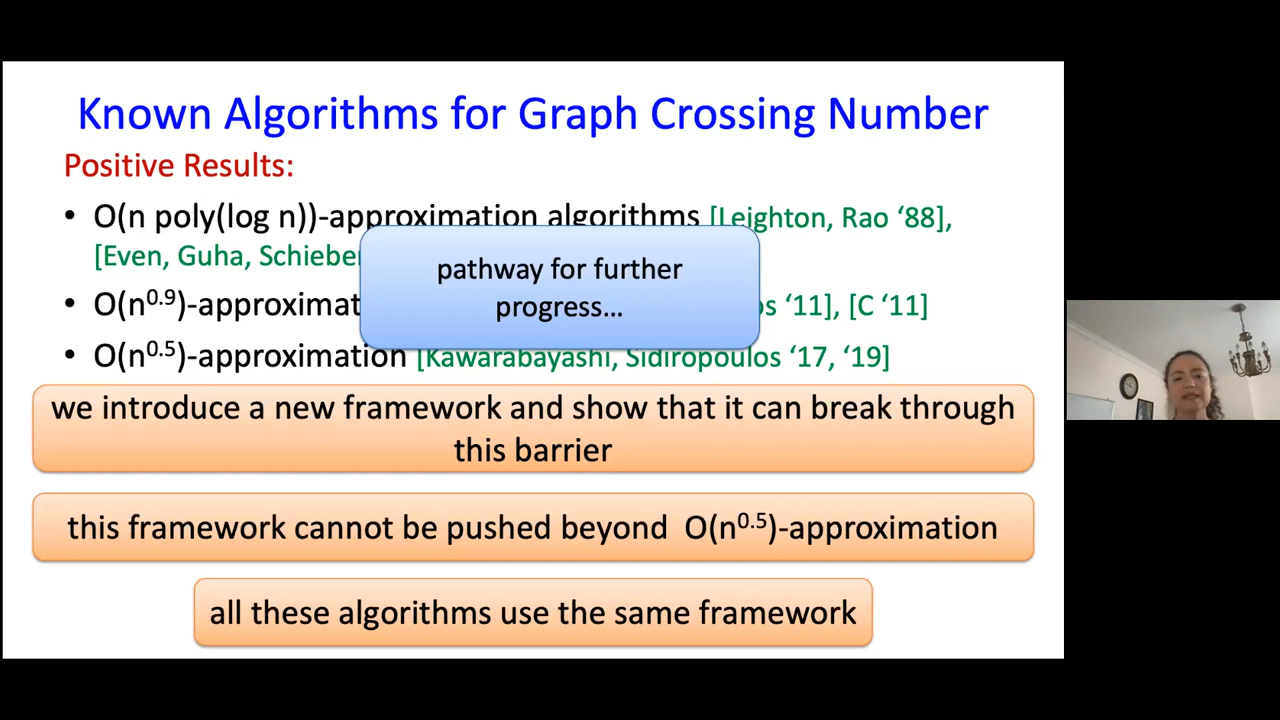 Known Algorithms for Graph Crossing Number
Positive Results:
• O(n poly(log n))-approximation algorithms [Leighton, Rao ‘88],
[Even, Guha, Schieber
pathway for further
progress...
• O(n^0.9)-approximat ‘11], [C ‘11]
• O(n^0.5)-approximation [Kawarabayashi, Sidiropoulos ‘17, ‘19]
we introduce a new framework and show that it can break through
this barrier
this framework cannot be pushed beyond O(n^0.5)-approximation
all these algorithms use the same framework